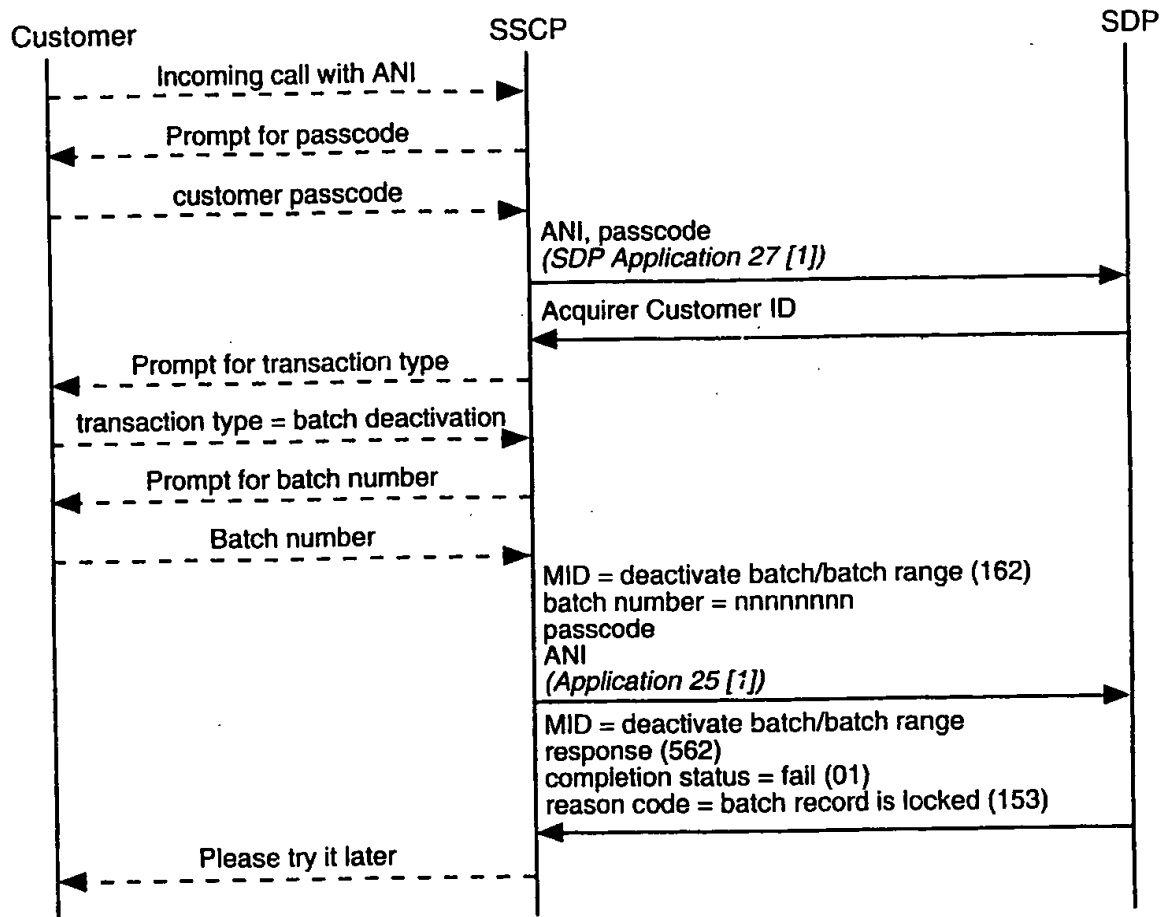 Customer
SSCP
SDP
Incoming call with ANI
Prompt for passcode
customer passcode
ANI, passcode
(SDP Application 27 [1])
Acquirer Customer ID
Prompt for transaction type
transaction type = batch deactivation
Prompt for batch number
Batch number
MID = deactivate batch/batch range (162)
batch number = nnnnnnnnn
passcode
ANI
(Application 25 [1])
MID = deactivate batch/batch range
response (562)
completion status = fail (01)
reason code = batch record is locked (153)
Please try it later